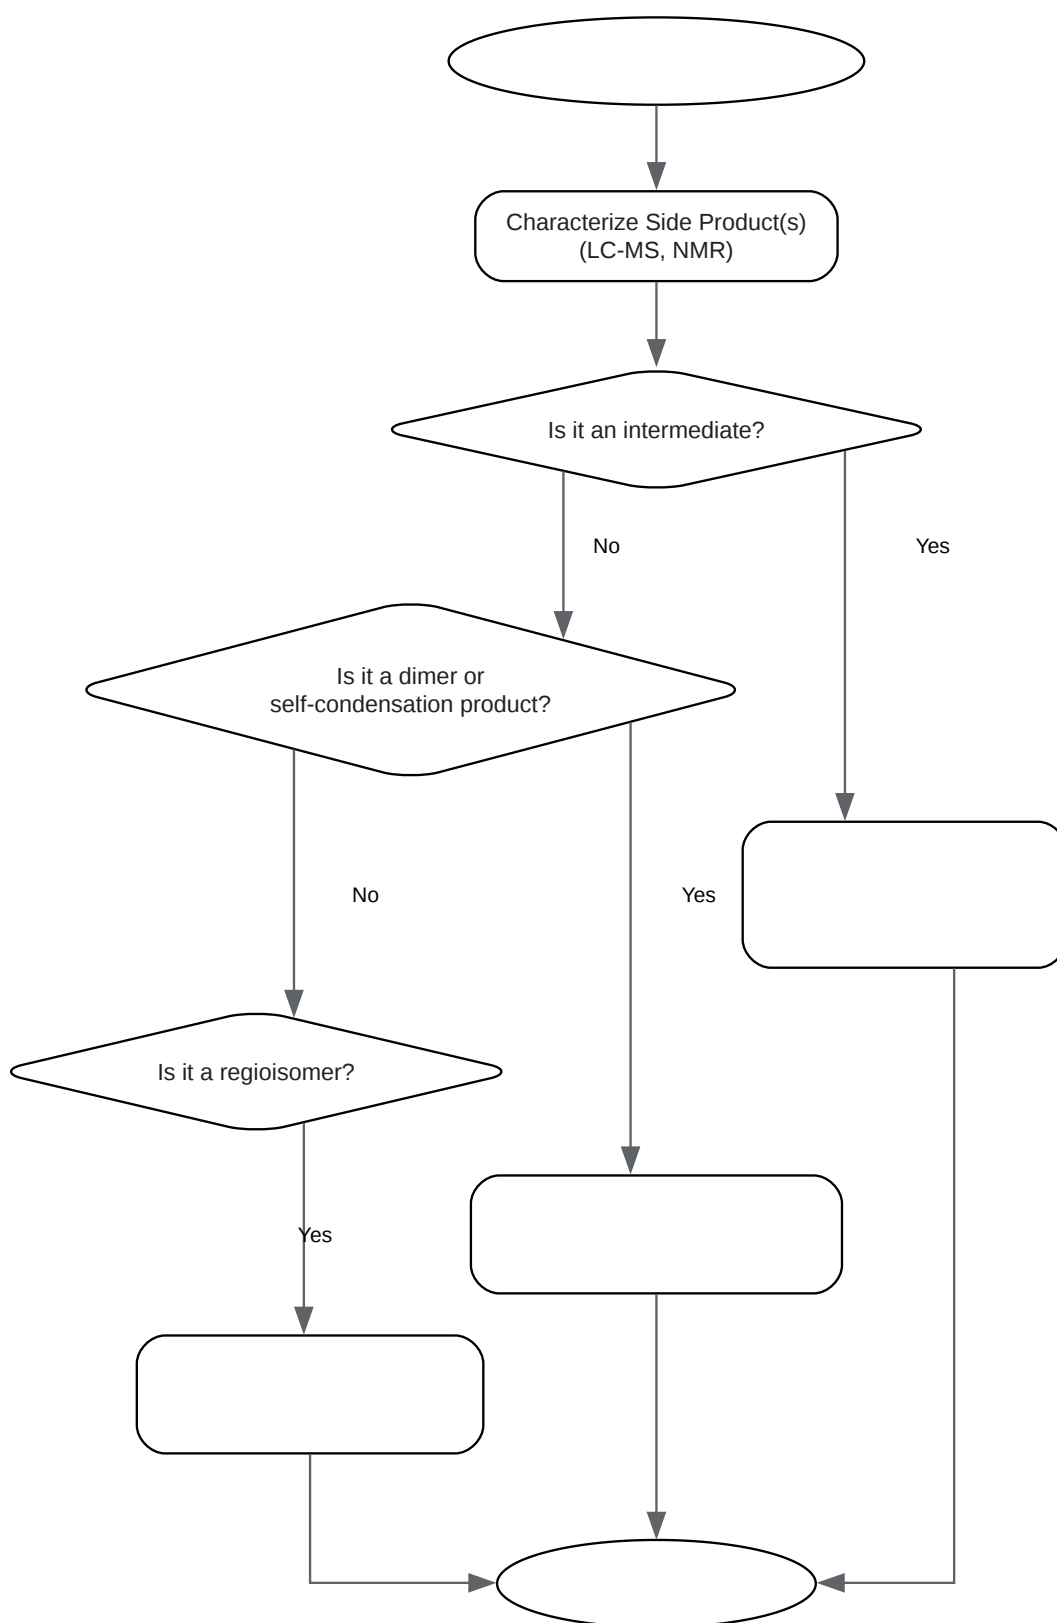 Characterize Side Product(s)
(LC-MS, NMR)
Is it an intermediate?
No
Yes
Is it a dimer or
self-condensation product?
No
Yes
Is it a regioisomer?
Yes